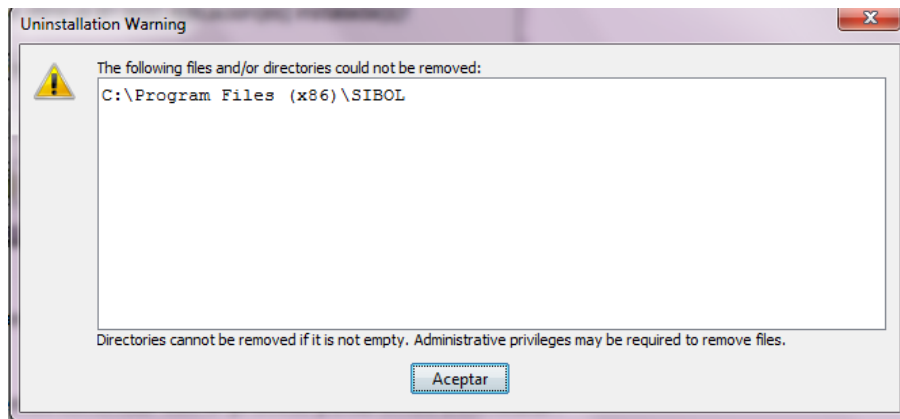 Uninstallation Warning
The following files and/or directories could not be removed:
C:\Program Files (x86)\SIBOL
Directories cannot be removed if it is not empty. Administrative privileges may be required to remove files.
Aceptar